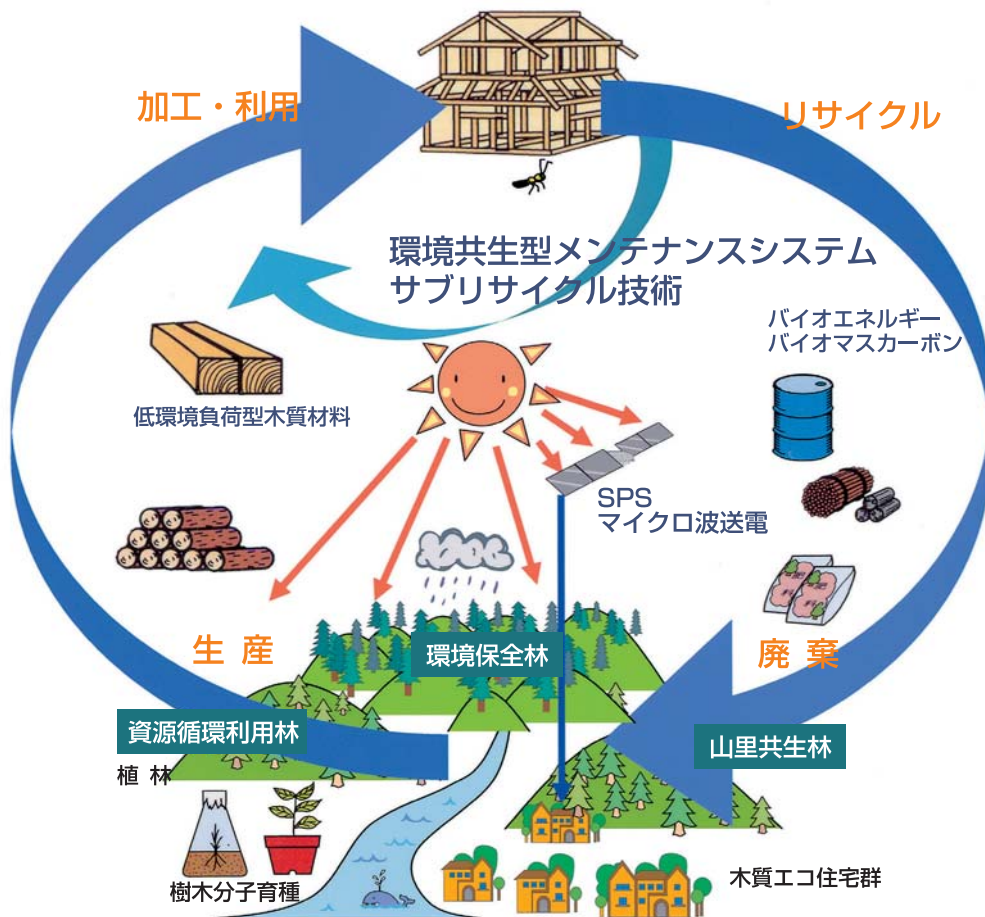 加工・利用
リサイクル
環境共生型メンテナンスシステム
サブリサイクル技術
バイオエネルギー
バイオマスカーボン
低環境負荷型木質材料
SPS
マイクロ波送電
生 産
環境保全林
廃 棄
資源循環利用林
山里共生林
植 林
樹木分子育種
木質エコ住宅群